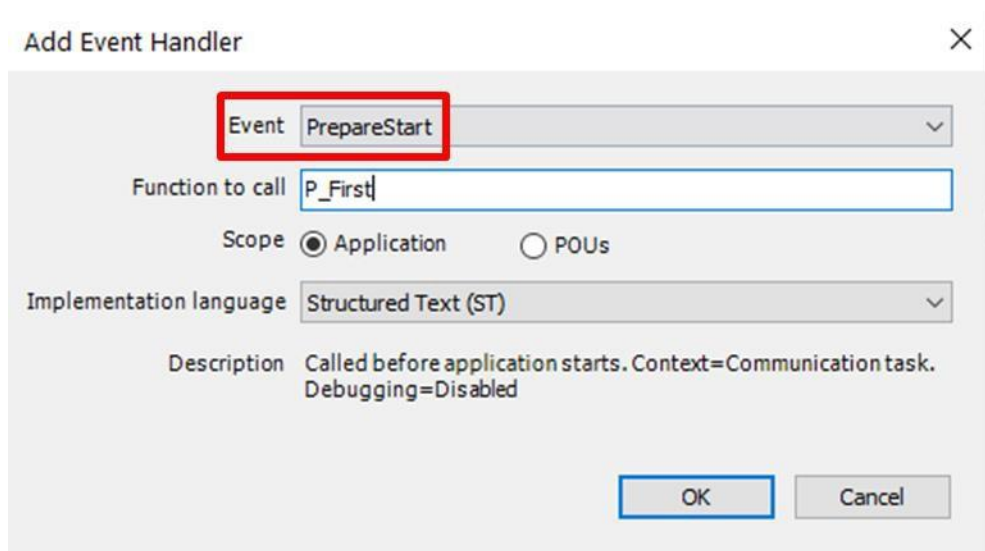 Add Event Handler
Event PrepareStart
Function to call P_First
Scope Application POUs
Implementation language Structured Text (ST)
Description Called before application starts. Context=Communication task.
Debugging=Disabled
OK Cancel